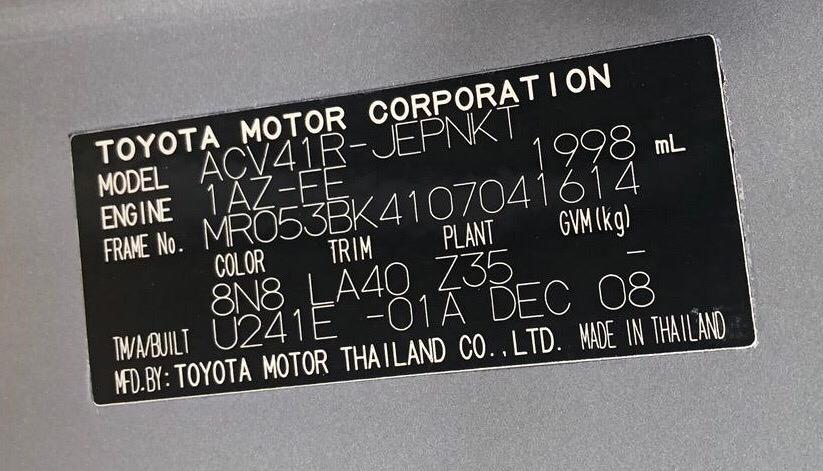 TOYOTA MOTOR CORPORATION
MODEL ACV41R-JEPNKT
ENGINE 1AZ-FE 1998 mL
FRAME No. MR053BK4107041614
COLOR TRIM PLANT GVM(kg)
8N8 LA40 Z35 -
TM/A/BUILT U241E -01A DEC 08
MFD.BY: TOYOTA MOTOR THAILAND CO.,LTD. MADE IN THAILAND